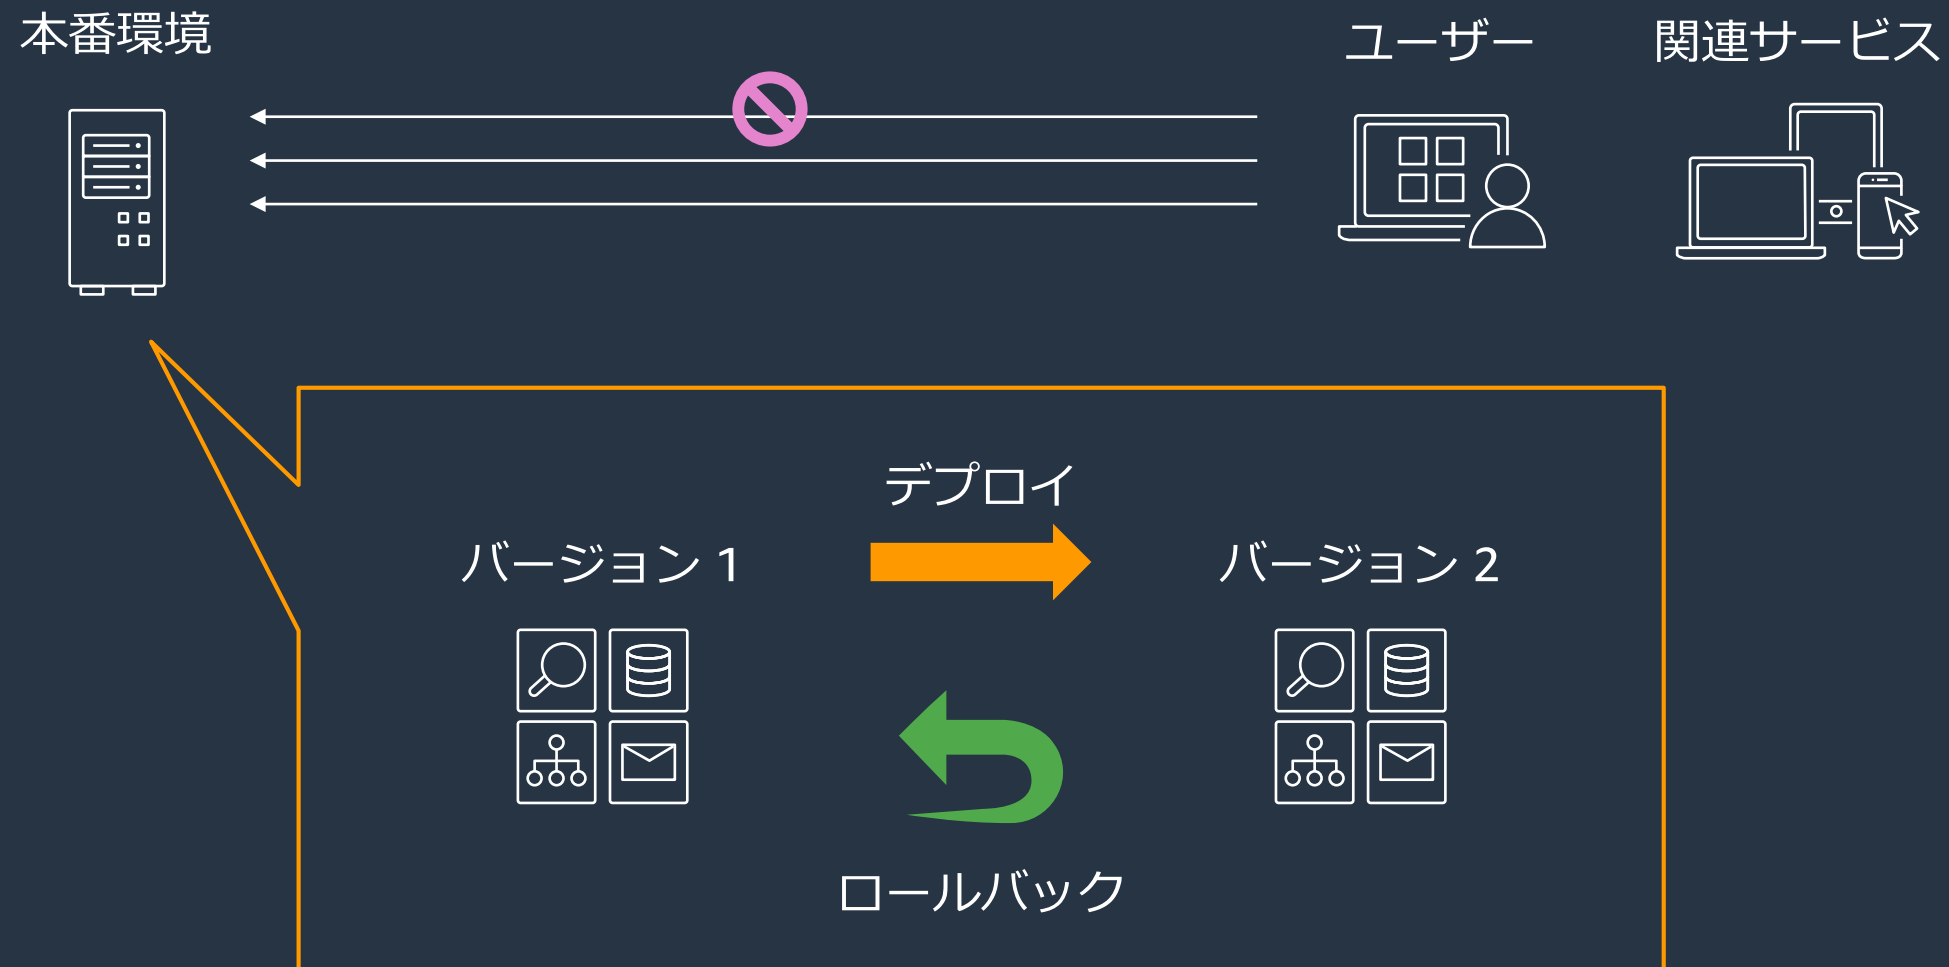 本番環境
ユーザー
関連サービス
デプロイ
バージョン 1
バージョン 2
ロールバック